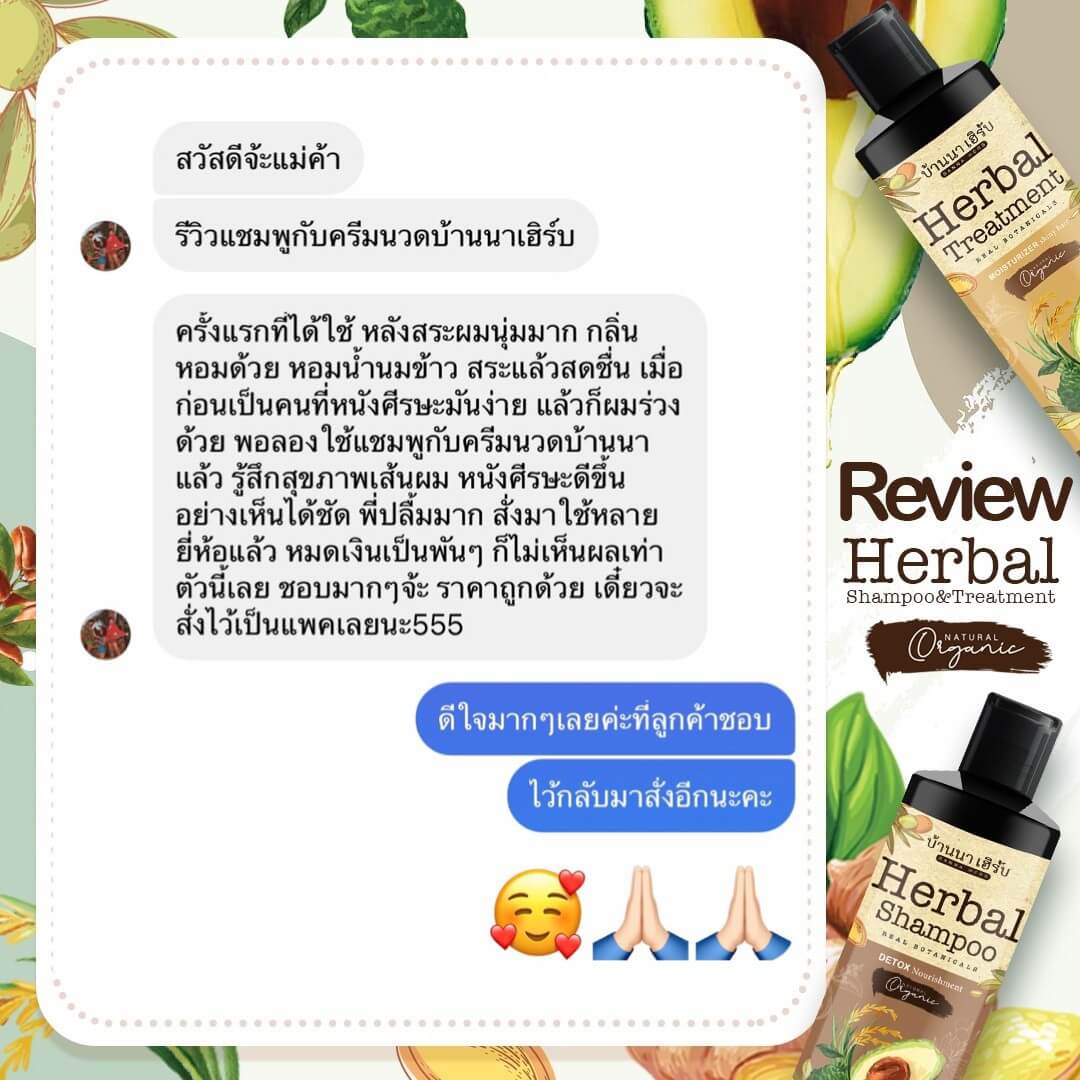 สวัสดีจ้ะแม่ค้า
รีวิวแชมพูกับครีมนวดบ้านนาเฮิร์บ
ครั้งแรกที่ได้ใช้ หลังสระผมนุ่มมาก กลิ่น
หอมด้วย หอมน้ำนมข้าว สระแล้วสดชื่น เมื่อ
ก่อนเป็นคนที่หนังศีรษะมันง่าย แล้วก็ผมร่วง
ด้วย พอลองใช้แชมพูกับครีมนวดบ้านนา
แล้ว รู้สึกสุขภาพเส้นผม หนังศีรษะดีขึ้น
อย่างเห็นได้ชัด พี่ปลื้มมาก สั่งมาใช้หลาย
ยี่ห้อแล้ว หมดเงินเป็นพันๆ ก็ไม่เห็นผลเท่า
ตัวนี้เลย ชอบมากๆจ้ะ ราคาถูกด้วย เดี๋ยวจะ
สั่งไว้เป็นแพคเลยนะ555
ดีใจมากๆเลยค่ะที่ลูกค้าชอบ
ไว้กลับมาสั่งอีกนะคะ
🥰🙏🏻🙏🏻
บ้านนา เฮิร์บ
BANNA HERB
Herbal
Treatment
REAL BOTANICALS
MOISTURIZER shiny hair
NATURAL
Organic
Review
Herbal
Shampoo&Treatment
NATURAL
Organic
บ้านนา เฮิร์บ
BANNA HERB
Herbal
Shampoo
REAL BOTANICALS
DETOX Nourishment
NATURAL
Organic